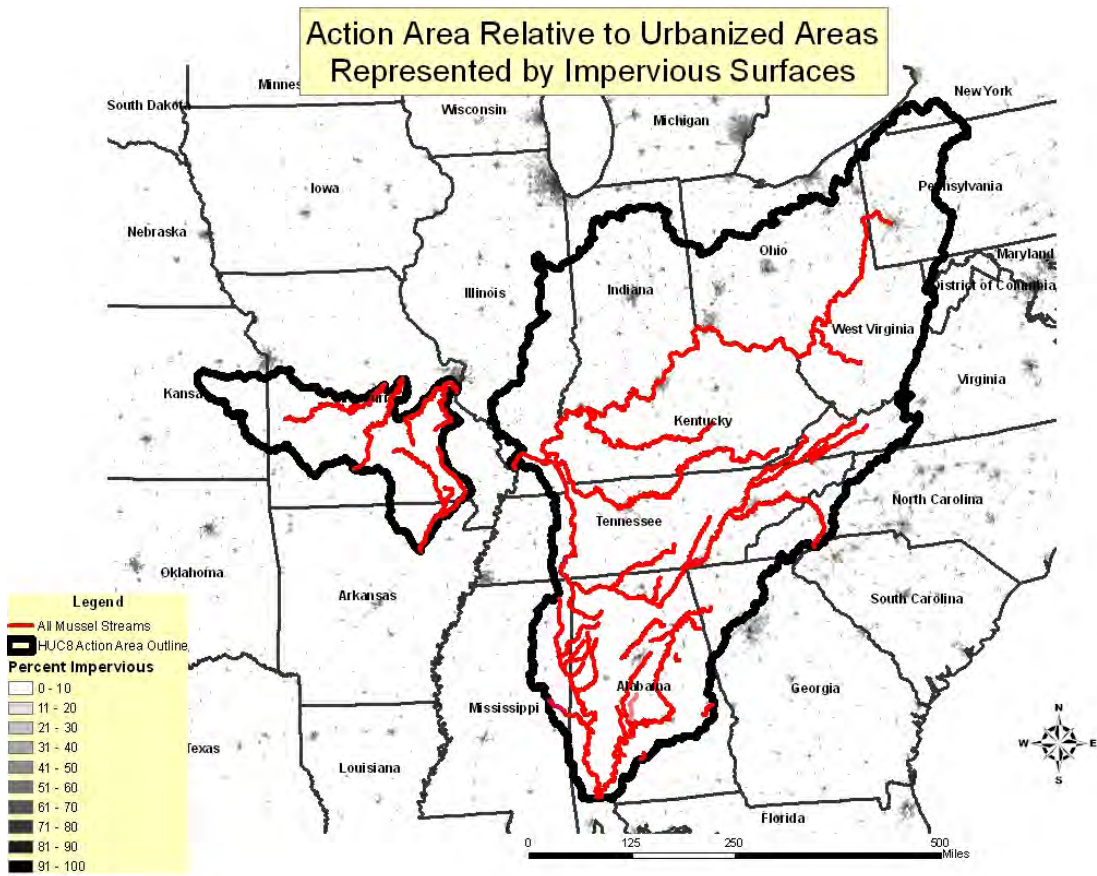 Action Area Relative to Urbanized Areas
Represented by Impervious Surfaces
South Dakota
Minnes
Wisconsin
Michigan
New York
Iowa
Pennsylvania
Nebraska
Ohio
Maryland
Illinois
Indiana
District of Columbia
West Virginia
Virginia
Kansa
Kentucky
North Carolina
Tennessee
Oklahoma
Arkansas
South Carolina
Alabama
Georgia
Mississippi
Texas
Louisiana
Florida
Legend
All Mussel Streams
HUC8 Action Area Outline
Percent Impervious
0 - 10
11 - 20
21 - 30
31 - 40
41 - 50
51 - 60
61 - 70
71 - 80
81 - 90
91 - 100
N
W E
S
0 125 250 500
Miles